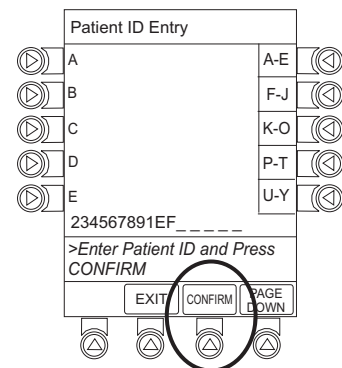 Patient ID Entry
A A-E
B F-J
C K-O
D P-T
E U-Y
234567891EF_ _ _ _ _
>Enter Patient ID and Press
CONFIRM
EXIT CONFIRM PAGE
DOWN